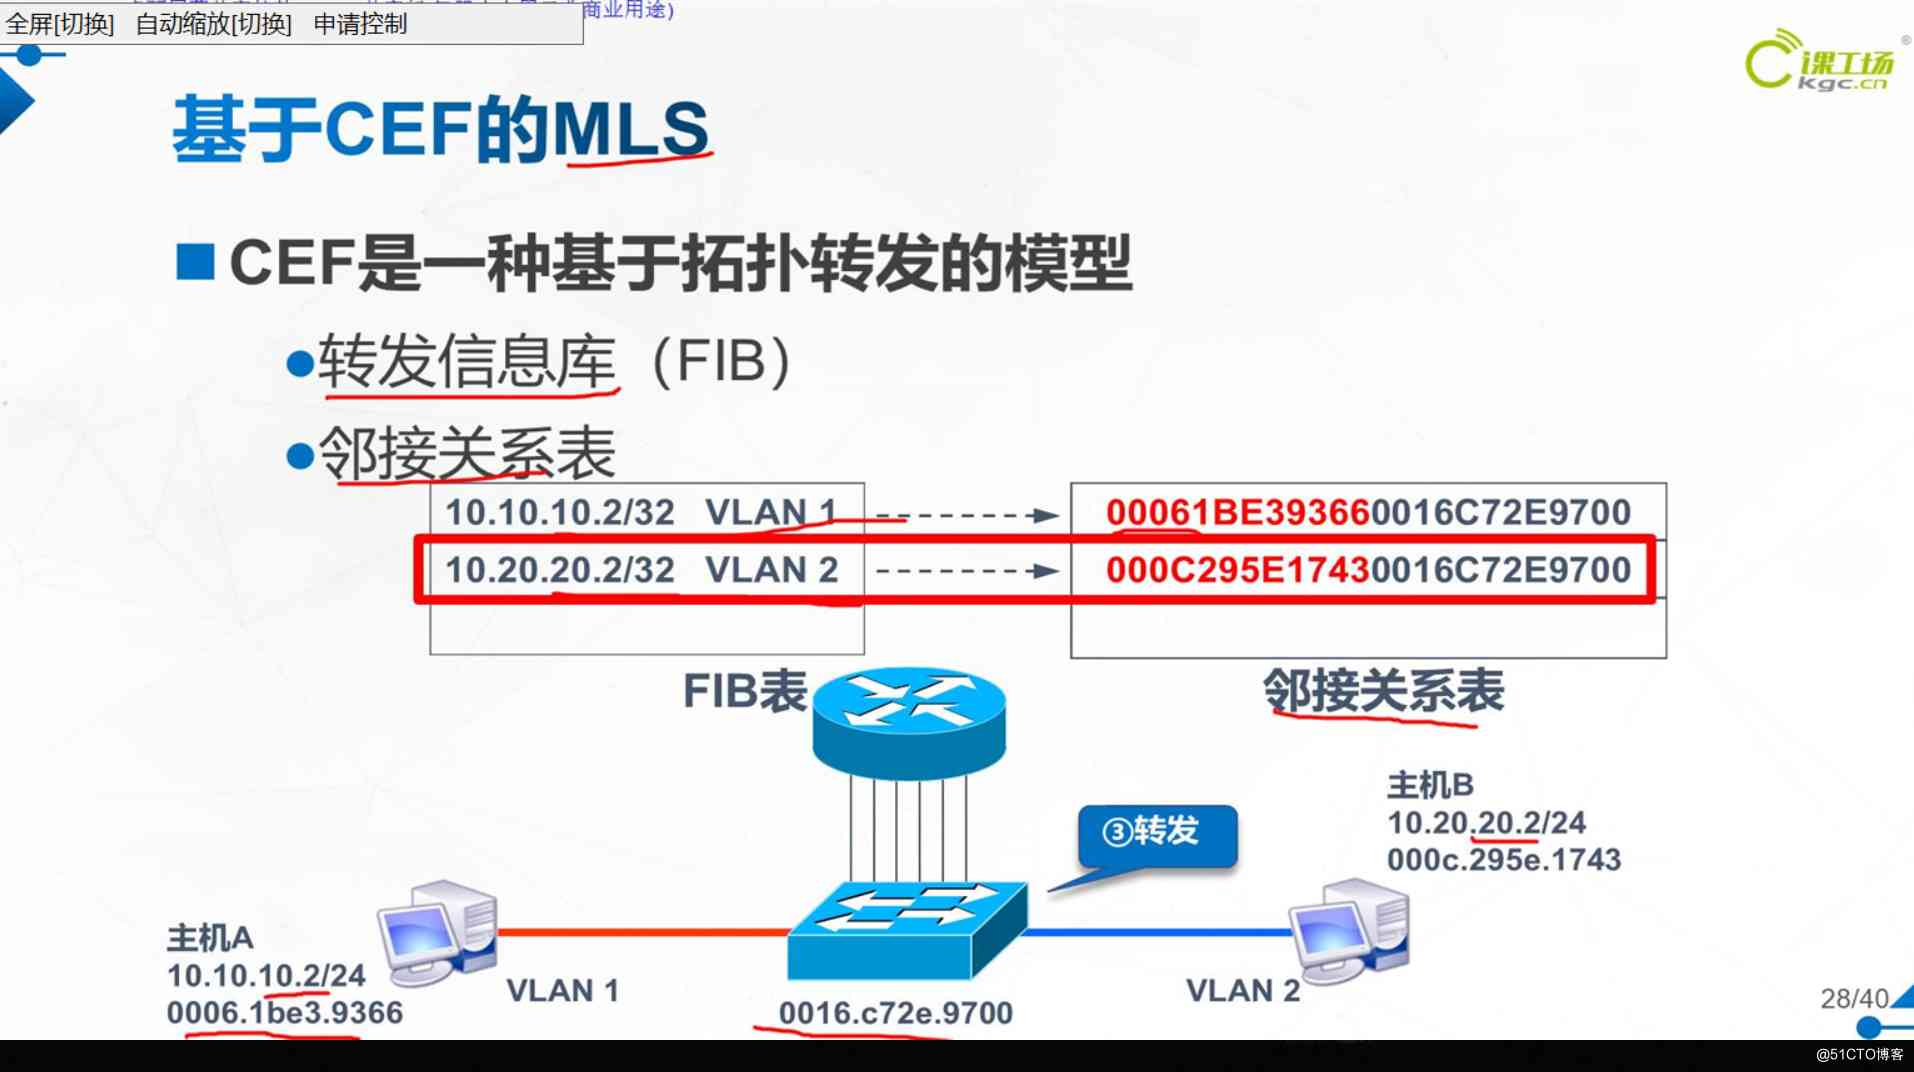 商业用途)
全屏[切换] 自动缩放[切换] 申请控制
课工场®
kgc.cn
基于CEF的MLS
CEF是一种基于拓扑转发的模型
转发信息库（FIB）
邻接关系表
10.10.10.2/32 VLAN 1 00061BE393660016C72E9700
10.20.20.2/32 VLAN 2 000C295E17430016C72E9700
FIB表
邻接关系表
主机B
10.20.20.2/24
000c.295e.1743
③转发
主机A
10.10.10.2/24
0006.1be3.9366
VLAN 1
0016.c72e.9700
VLAN 2
28/40
@51CTO博客